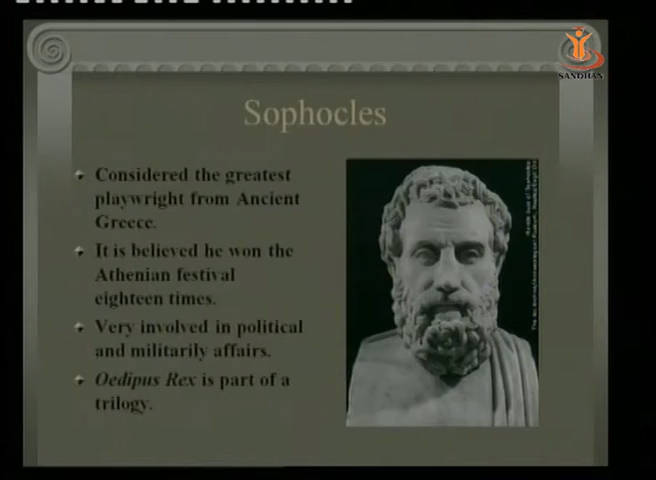 SANDHAN
Sophocles
Considered the greatest
playwright from Ancient
Greece.
It is believed he won the
Athenian festival
eighteen times.
Very involved in political
and militarily affairs.
Oedipus Rex is part of a
trilogy.